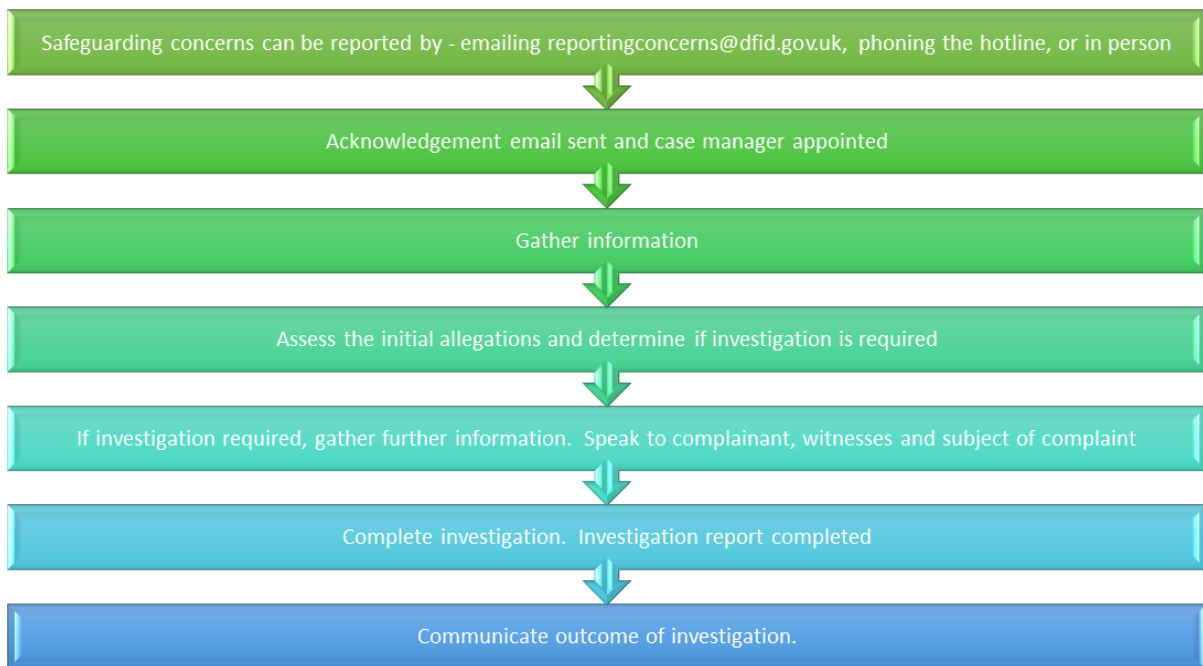 Safeguarding concerns can be reported by - emailing reportingconcerns@dfid.gov.uk, phoning the hotline, or in person
Acknowledgement email sent and case manager appointed
Gather information
Assess the initial allegations and determine if investigation is required
If investigation required, gather further information. Speak to complainant, witnesses and subject of complaint
Complete investigation. Investigation report completed
Communicate outcome of investigation.